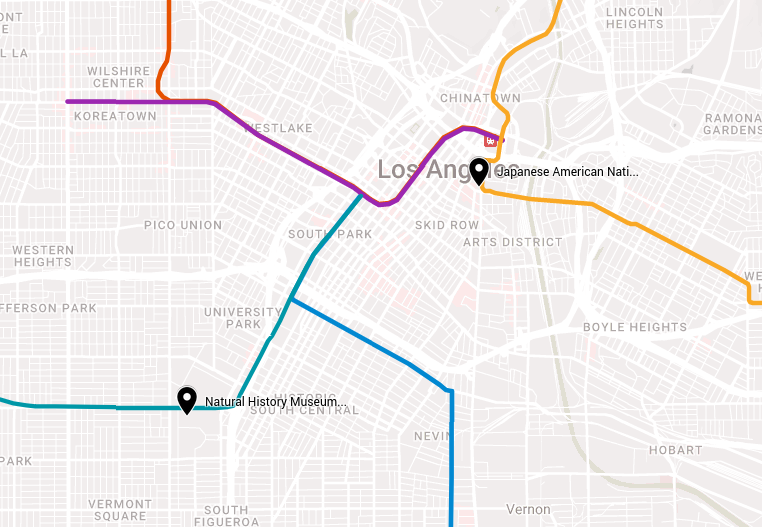 LINCOLN
HEIGHTS
WILSHIRE
CENTER
CHINATOWN
KOREATOWN
WESTLAKE
RAMONA
GARDENS
Los Angeles
Japanese American Nati...
PICO UNION
SOUTH PARK
SKID ROW
ARTS DISTRICT
WESTERN
HEIGHTS
FFERSON PARK
UNIVERSITY
PARK
BOYLE HEIGHTS
Natural History Museum...
HISTORIC
SOUTH CENTRAL
NEVIN
HOBART
PARK
VERMONT
SQUARE
SOUTH
FIGUEROA
Vernon